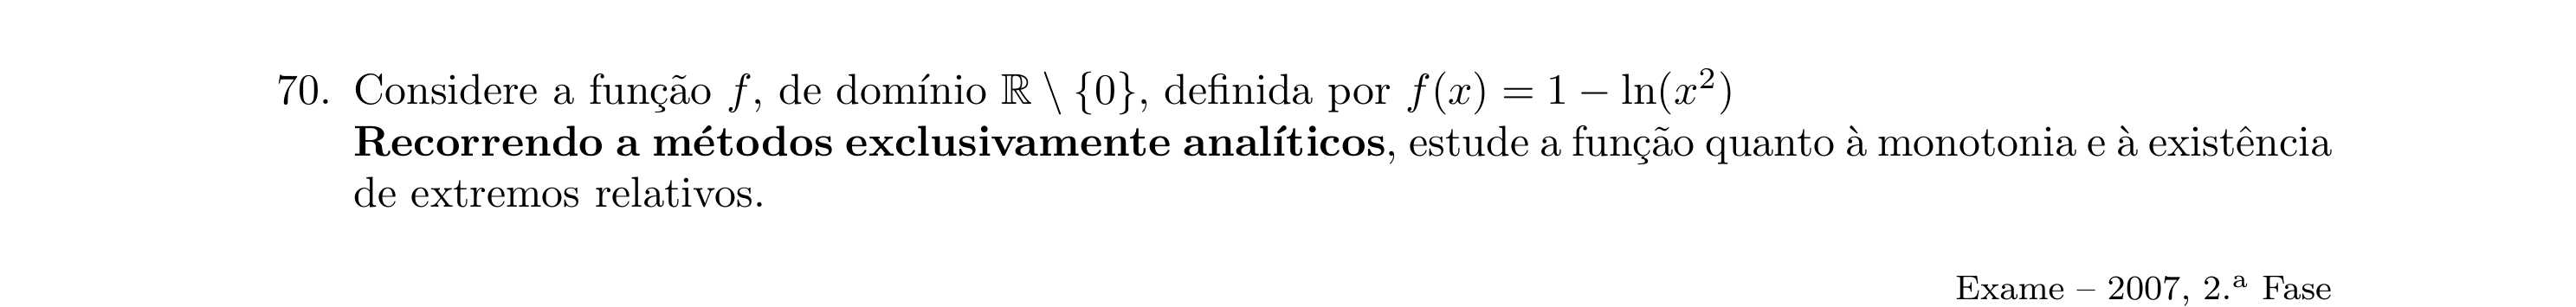 70. Considere a função f, de domínio ℝ \ {0}, definida por f(x) = 1 − ln(x²)
Recorrendo a métodos exclusivamente analíticos, estude a função quanto à monotonia e à existência
de extremos relativos.
Exame – 2007, 2.ª Fase